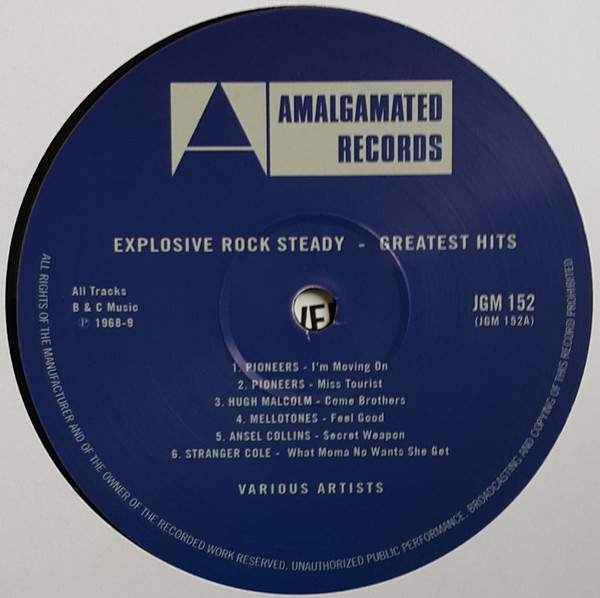 A
AMALGAMATED
RECORDS
EXPLOSIVE ROCK STEADY - GREATEST HITS
All Tracks
B & C Music
℗ 1968-9
JGM 152
(JGM 152A)
1. PIONEERS - I'm Moving On
2. PIONEERS - Miss Tourist
3. HUGH MALCOLM - Come Brothers
4. MELLOTONES - Feel Good
5. ANSEL COLLINS - Secret Weapon
6. STRANGER COLE - What Moma No Wants She Get
VARIOUS ARTISTS
ALL RIGHTS OF THE MANUFACTURER AND OF THE OWNER OF THE RECORDED WORK RESERVED. UNAUTHORIZED PUBLIC PERFORMANCE, BROADCASTING AND COPYING OF THIS RECORD PROHIBITED